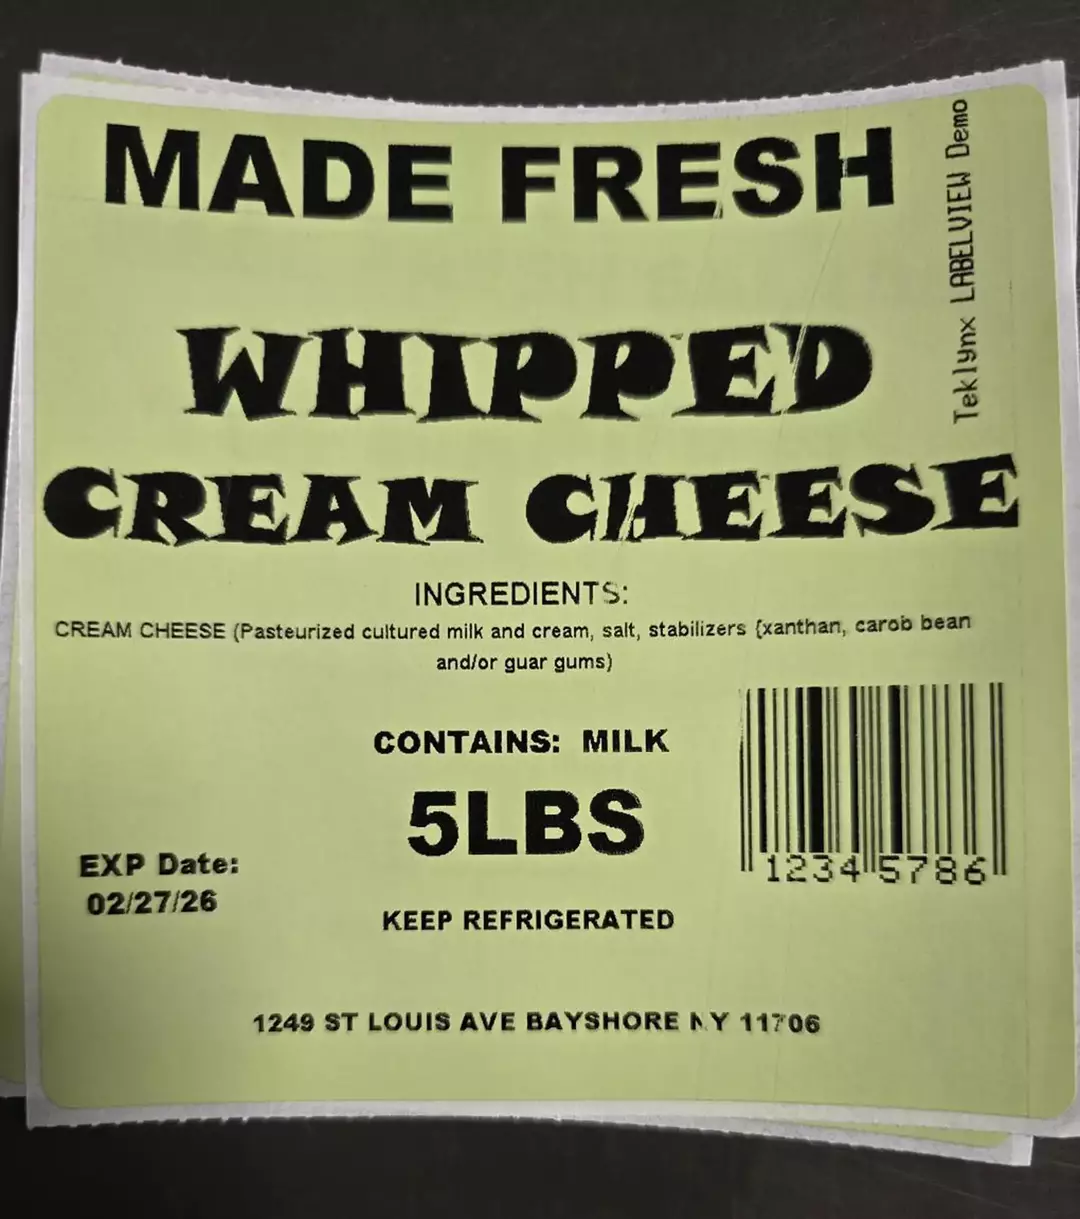 MADE FRESH
Teklynx LABELVIEW Demo
WHIPPED
CREAM CHEESE
INGREDIENTS:
CREAM CHEESE (Pasteurized cultured milk and cream, salt, stabilizers {xanthan, carob bean
and/or guar gums)
CONTAINS: MILK
5LBS
1234 5786
EXP Date:
02/27/26
KEEP REFRIGERATED
1249 ST LOUIS AVE BAYSHORE NY 11706